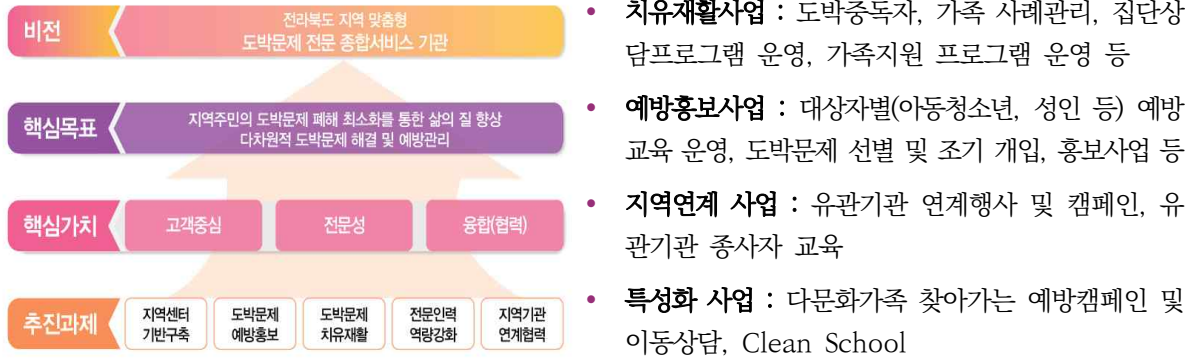 비전
전라북도 지역 맞춤형
도박문제 전문 종합서비스 기관
핵심목표
지역주민의 도박문제 폐해 최소화를 통한 삶의 질 향상
다차원적 도박문제 해결 및 예방관리
핵심가치
고객중심
전문성
융합(협력)
추진과제
지역센터
기반구축
도박문제
예방홍보
도박문제
치유재활
전문인력
역량강화
지역기관
연계협력
• 치유재활사업 : 도박중독자, 가족 사례관리, 집단상
담프로그램 운영, 가족지원 프로그램 운영 등
• 예방홍보사업 : 대상자별(아동청소년, 성인 등) 예방
교육 운영, 도박문제 선별 및 조기 개입, 홍보사업 등
• 지역연계 사업 : 유관기관 연계행사 및 캠페인, 유
관기관 종사자 교육
• 특성화 사업 : 다문화가족 찾아가는 예방캠페인 및
이동상담, Clean School